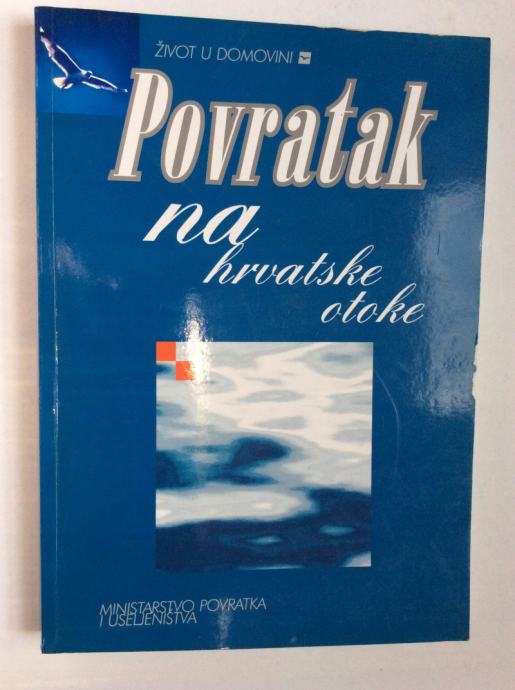 ŽIVOT U DOMOVINI
Povratak
na
hrvatske
otoke
MINISTARSTVO POVRATKA
I USELJENIŠTVA